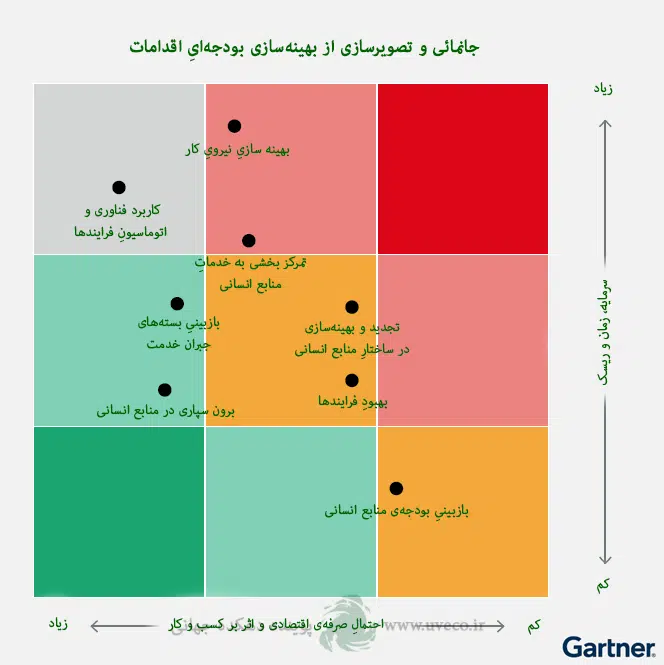 جانمائی و تصویرسازی از بهینه‌سازی بودجه‌ایِ اقدامات
زیاد
بهینه سازیِ نیرویِ کار
کاربرد فناوری و
اتوماسیونِ فرایندها
تمرکز بخشی به خدماتِ
منابع انسانی
سرمایه، زمان و ریسک
بازبینیِ بسته‌های
جبران خدمت
تجدید و بهینه‌سازی
در ساختارِ منابع انسانی
برون سپاری در منابع انسانی
بهبودِ فرایندها
بازبینیِ بودجه‌ی منابع انسانی
کم
زیاد
احتمالِ صرفه‌ی اقتصادی و اثر بر کسب و کار
کم
www.uveco.ir
Gartner